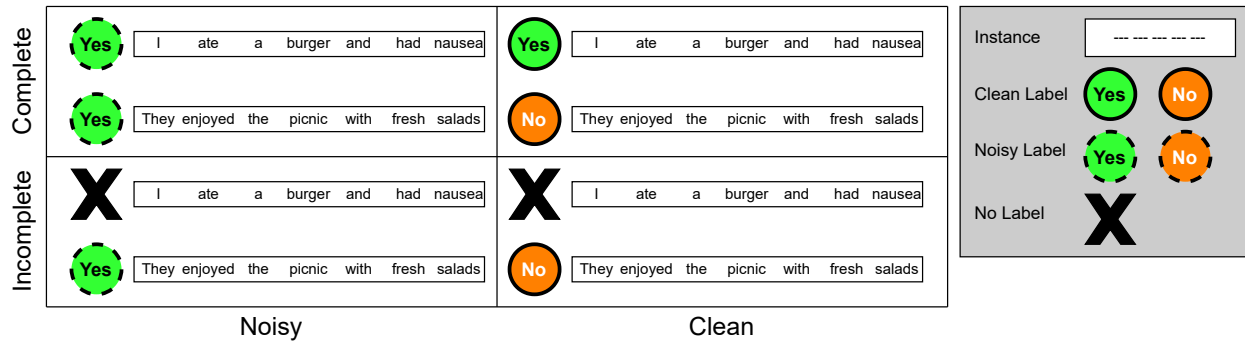 Complete
Yes I ate a burger and had nausea
Yes They enjoyed the picnic with fresh salads
Yes I ate a burger and had nausea
No They enjoyed the picnic with fresh salads
Incomplete
X I ate a burger and had nausea
Yes They enjoyed the picnic with fresh salads
X I ate a burger and had nausea
No They enjoyed the picnic with fresh salads
Noisy
Clean
Instance --- --- --- --- ---
Clean Label Yes No
Noisy Label Yes No
No Label X